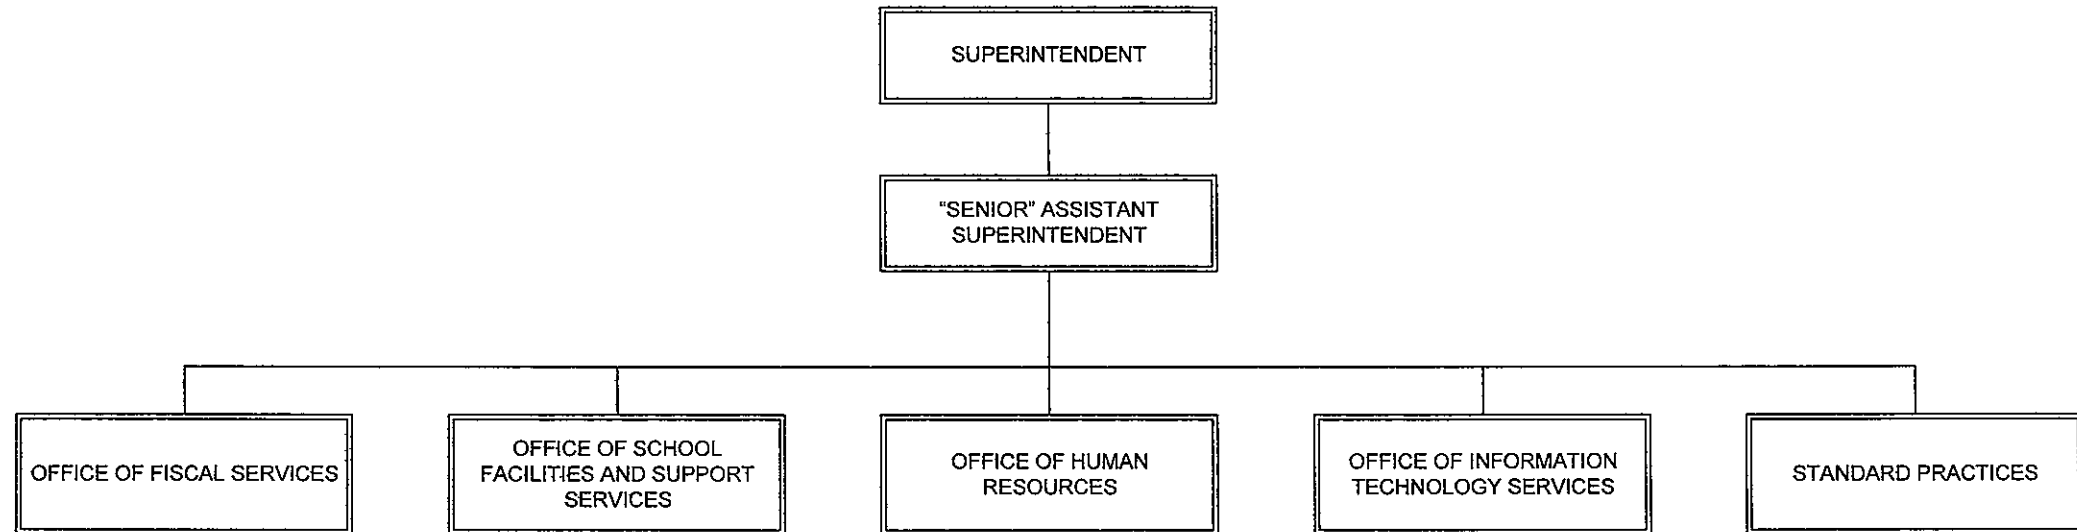 SUPERINTENDENT
"SENIOR" ASSISTANT
SUPERINTENDENT
OFFICE OF FISCAL SERVICES
OFFICE OF SCHOOL
FACILITIES AND SUPPORT
SERVICES
OFFICE OF HUMAN
RESOURCES
OFFICE OF INFORMATION
TECHNOLOGY SERVICES
STANDARD PRACTICES